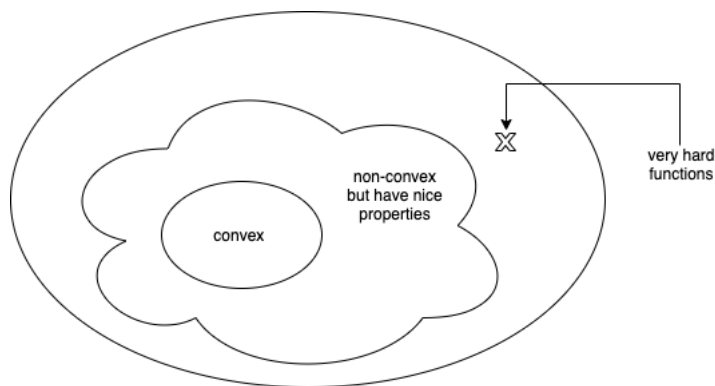 non-convex
but have nice
properties
convex
X
very hard
functions